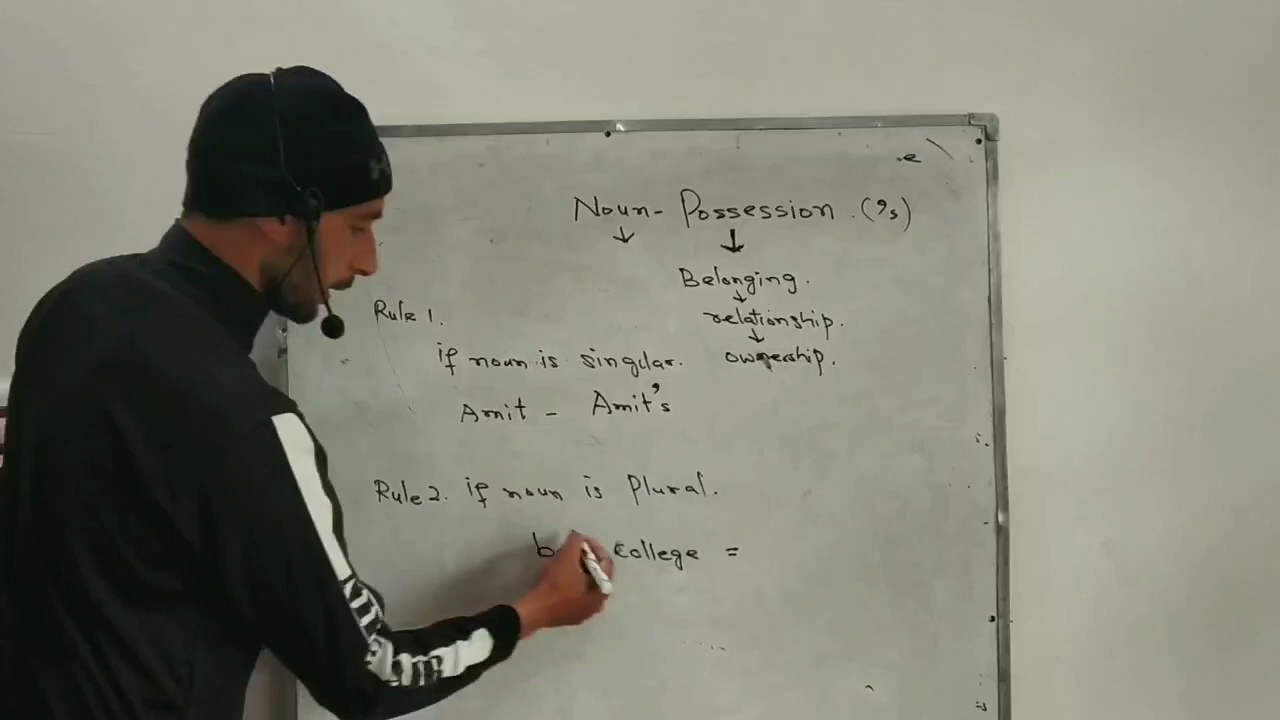 Noun - Possession. ('s)
Belonging.
Rule 1.
relationship.
if noun is singular. ownership.
Amit - Amit's
Rule 2. if noun is Plural.
college =